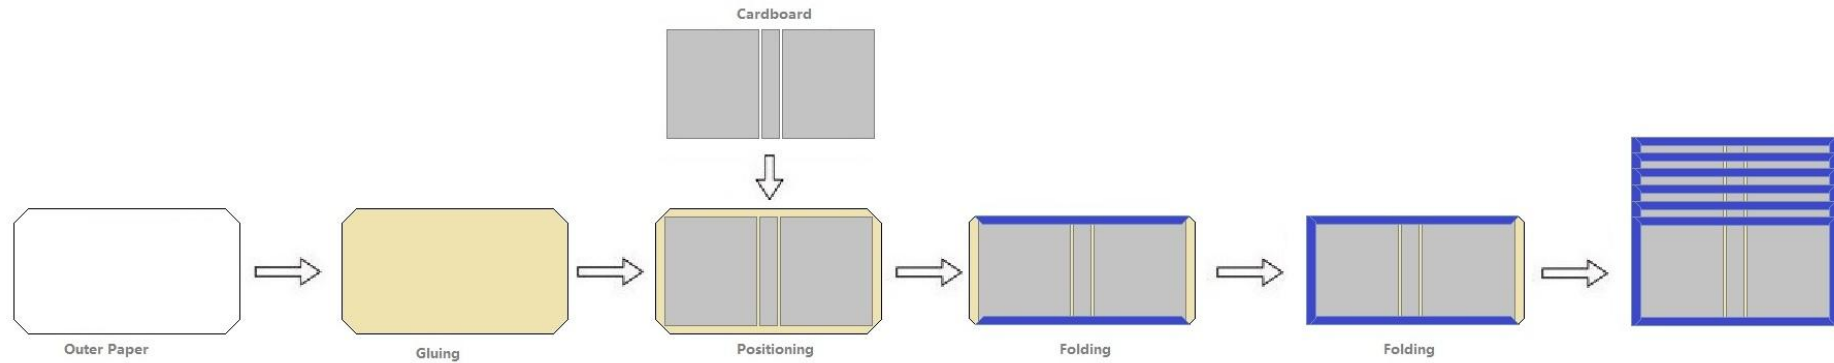 Cardboard
Outer Paper
Gluing
Positioning
Folding
Folding